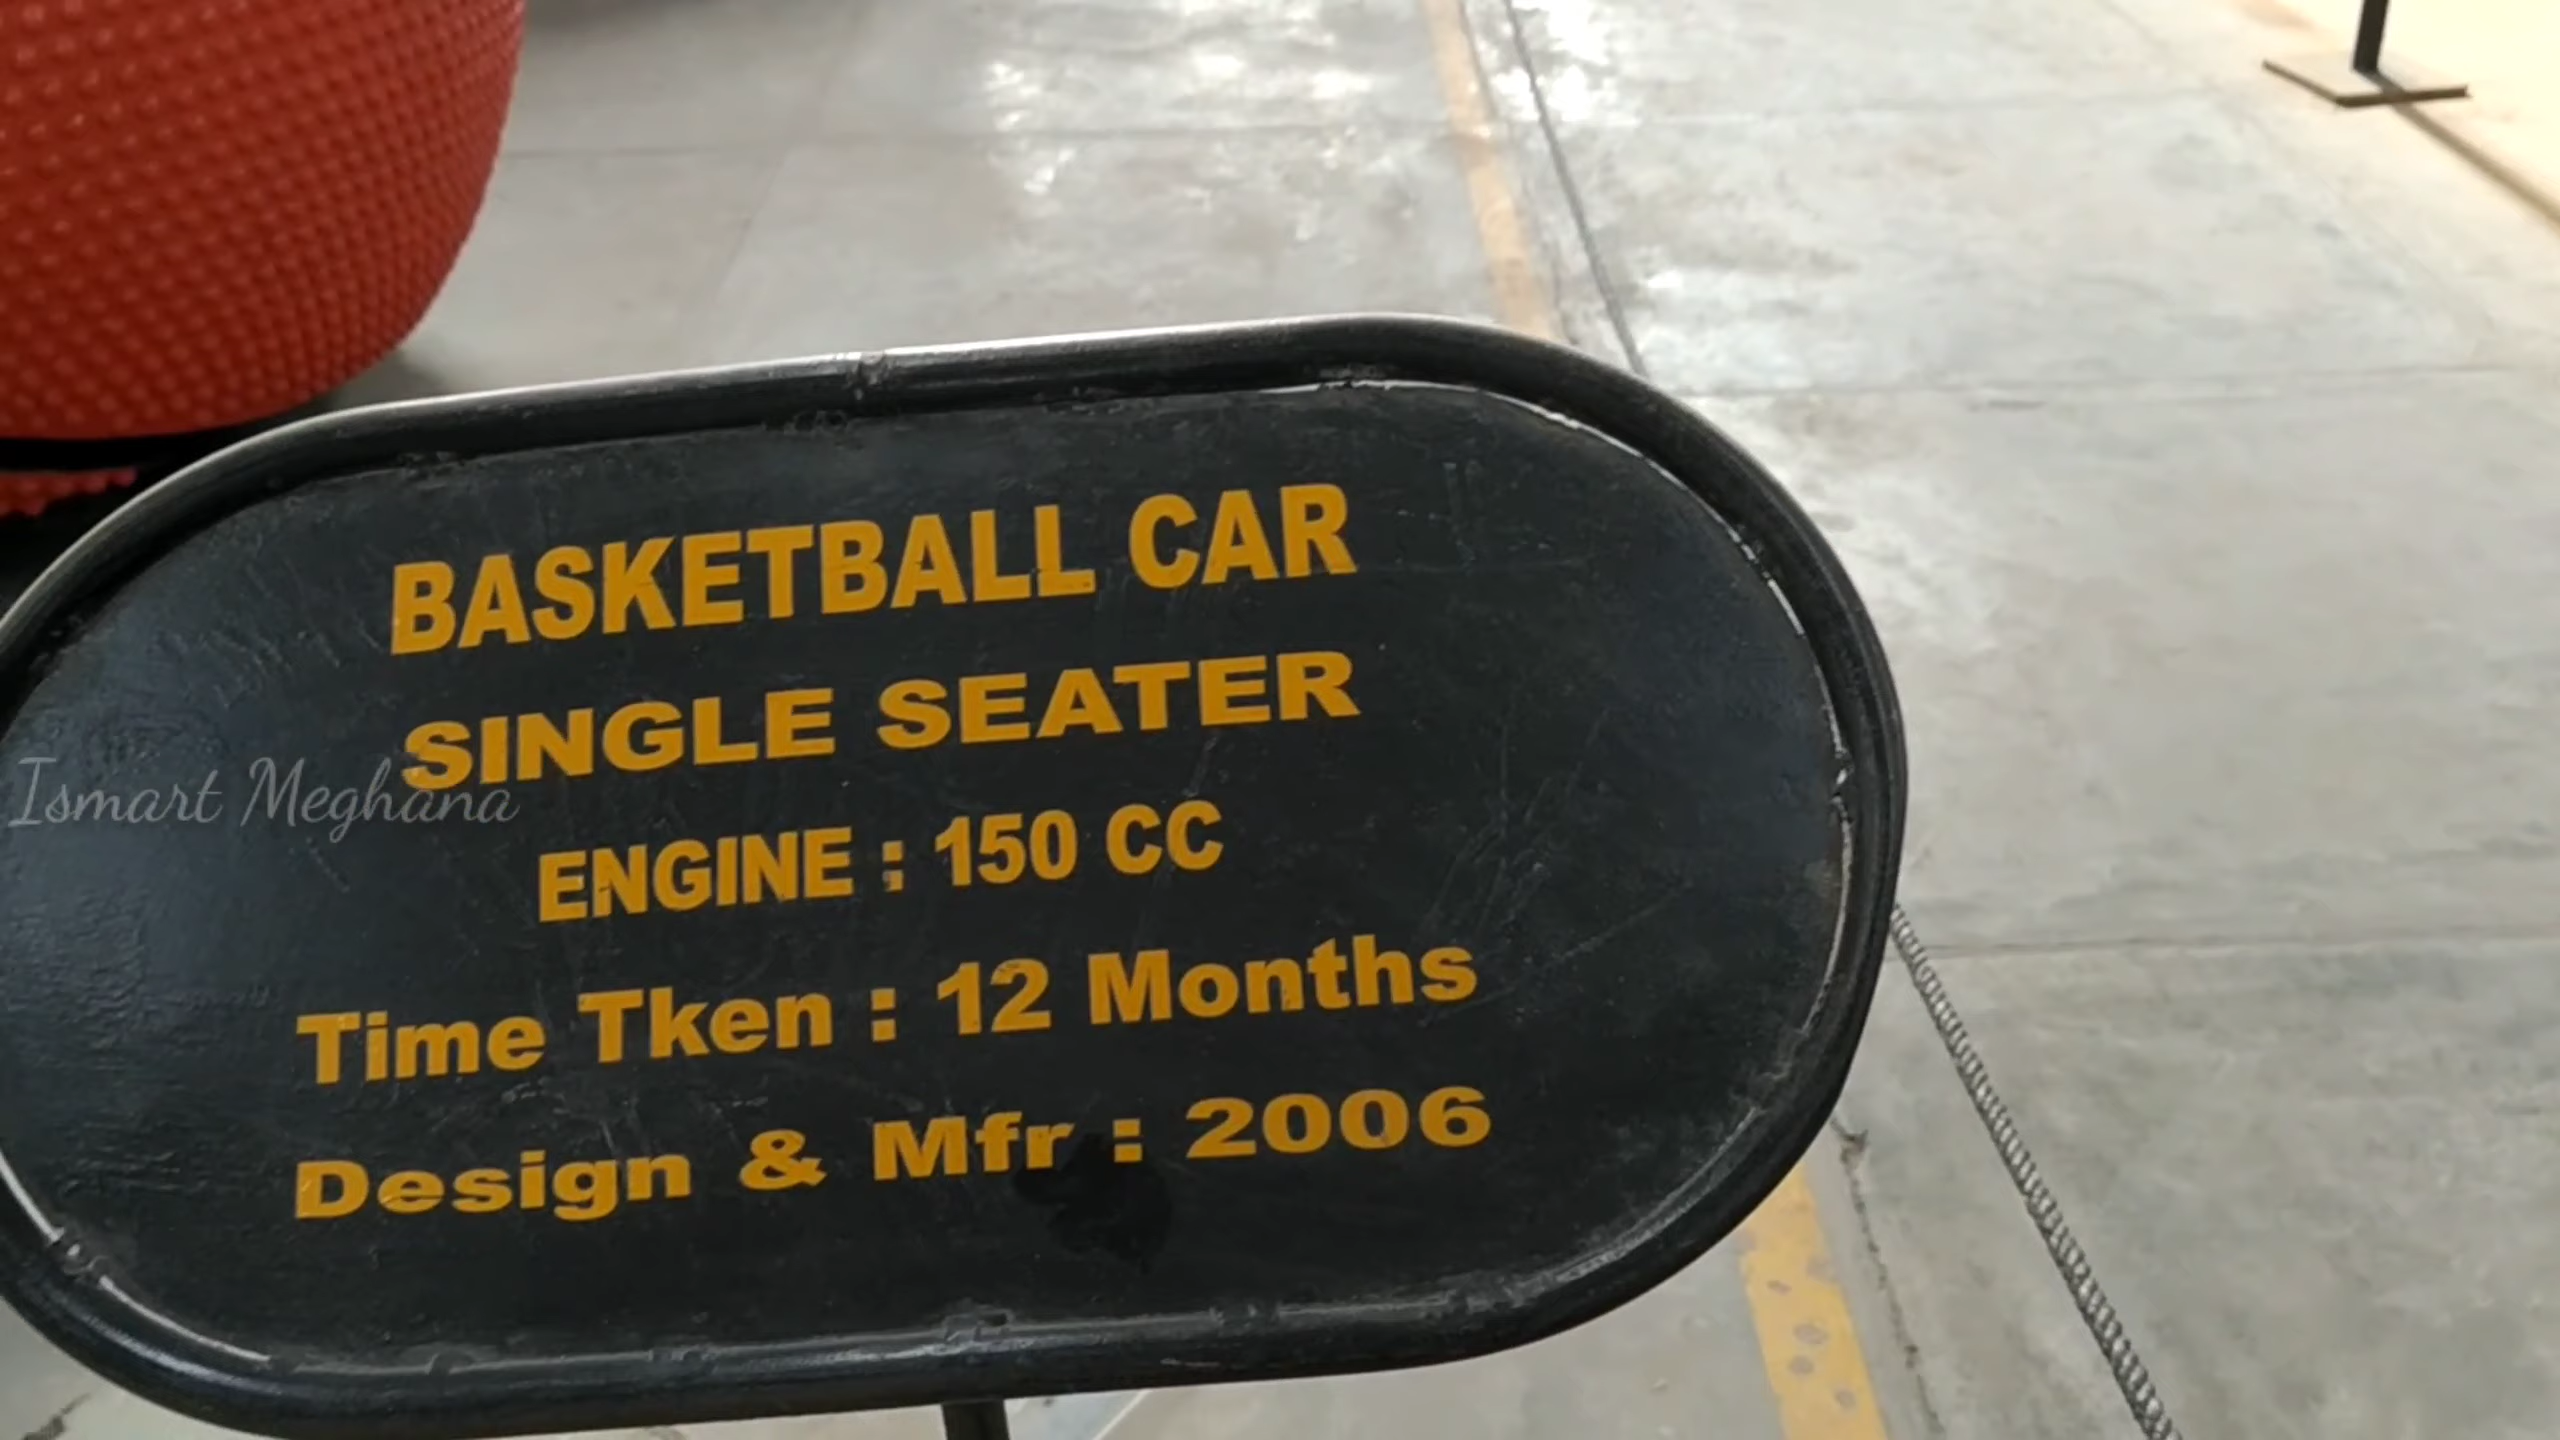 BASKETBALL CAR
SINGLE SEATER
Ismart Meghana
ENGINE : 150 CC
Time Tken : 12 Months
Design & Mfr : 2006